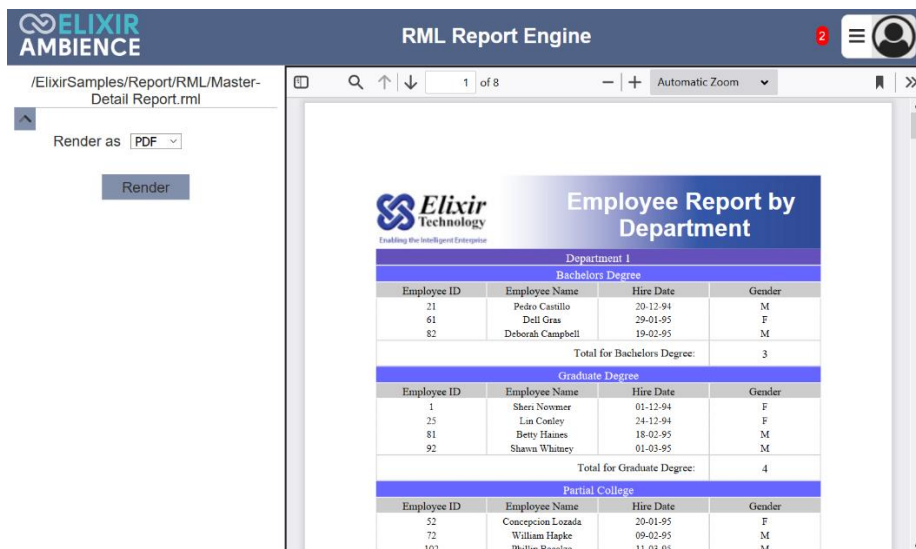 ELIXIR
AMBIENCE
RML Report Engine
2
/ElixirSamples/Report/RML/Master-
Detail Report.rml
Render as PDF
Render
1 of 8
Automatic Zoom
Elixir
Technology
Enabling the Intelligent Enterprise
Employee Report by
Department
Department 1
Bachelors Degree
Employee ID Employee Name Hire Date Gender
21 Pedro Castillo 20-12-94 M
61 Dell Gras 29-01-95 F
82 Deborah Campbell 19-02-95 M
Total for Bachelors Degree: 3
Graduate Degree
Employee ID Employee Name Hire Date Gender
1 Sheri Nowmer 01-12-94 F
25 Lin Conley 24-12-94 F
81 Betty Haines 18-02-95 M
92 Shawn Whitney 01-03-95 M
Total for Graduate Degree: 4
Partial College
Employee ID Employee Name Hire Date Gender
52 Concepcion Lozada 20-01-95 F
72 William Hapke 09-02-95 M
102 11-03-95 M